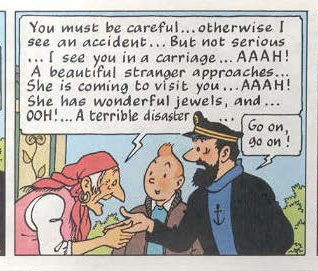 You must be careful...otherwise I
see an accident... But not serious
... I see you in a carriage... AAAH!
A beautiful stranger approaches...
She is coming to visit you...AAAH!
She has wonderful jewels, and...
OOH!... A terrible disaster ... ...
Go on,
go on!